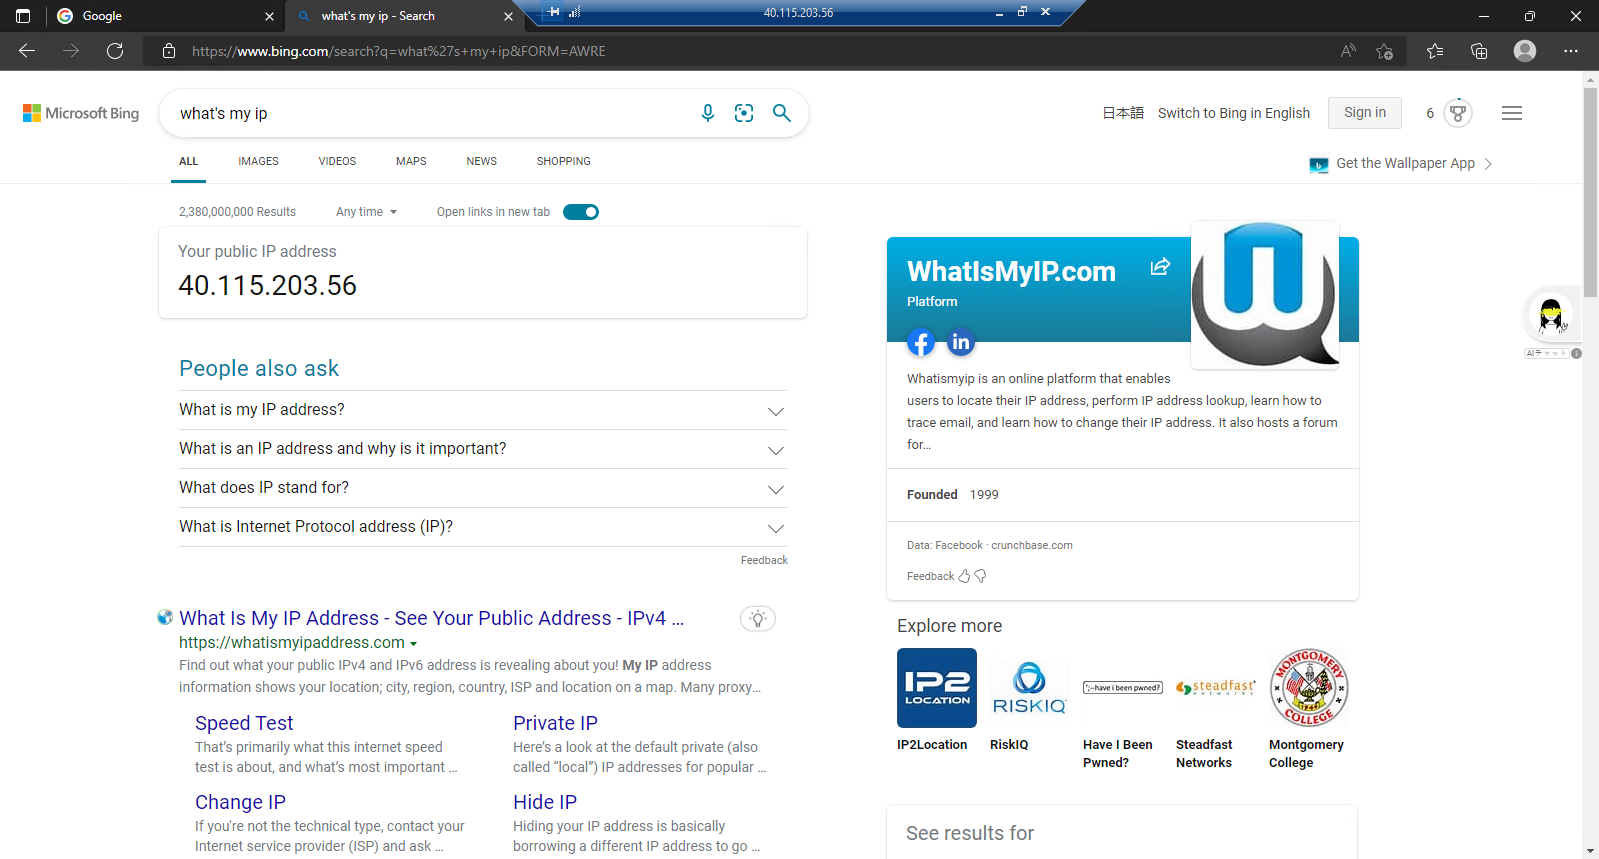 Google
what's my ip - Search
40.115.203.56
https://www.bing.com/search?q=what%27s+my+ip&FORM=AWRE
Microsoft Bing
what's my ip
日本語
Switch to Bing in English
Sign in
6
ALL
IMAGES
VIDEOS
MAPS
NEWS
SHOPPING
Get the Wallpaper App
2,380,000,000 Results
Any time
Open links in new tab
Your public IP address
40.115.203.56
People also ask
What is my IP address?
What is an IP address and why is it important?
What does IP stand for?
What is Internet Protocol address (IP)?
Feedback
What Is My IP Address - See Your Public Address - IPv4 ...
https://whatismyipaddress.com
Find out what your public IPv4 and IPv6 address is revealing about you! My IP address
information shows your location; city, region, country, ISP and location on a map. Many proxy...
Speed Test
That's primarily what this internet speed
test is about, and what's most important ...
Private IP
Here's a look at the default private (also
called “local”) IP addresses for popular ...
Change IP
If you're not the technical type, contact your
Internet service provider (ISP) and ask ...
Hide IP
Hiding your IP address is basically
borrowing a different IP address to go ...
WhatIsMyIP.com
Platform
Whatismyip is an online platform that enables
users to locate their IP address, perform IP address lookup, learn how to
trace email, and learn how to change their IP address. It also hosts a forum
for...
Founded 1999
Data: Facebook · crunchbase.com
Feedback
Explore more
IP2
LOCATION
RISKIQ
';--have i been pwned?
steadfast
networks
MONTGOMERY
COLLEGE
IP2Location
RiskIQ
Have I Been
Pwned?
Steadfast
Networks
Montgomery
College
See results for
AIチャット